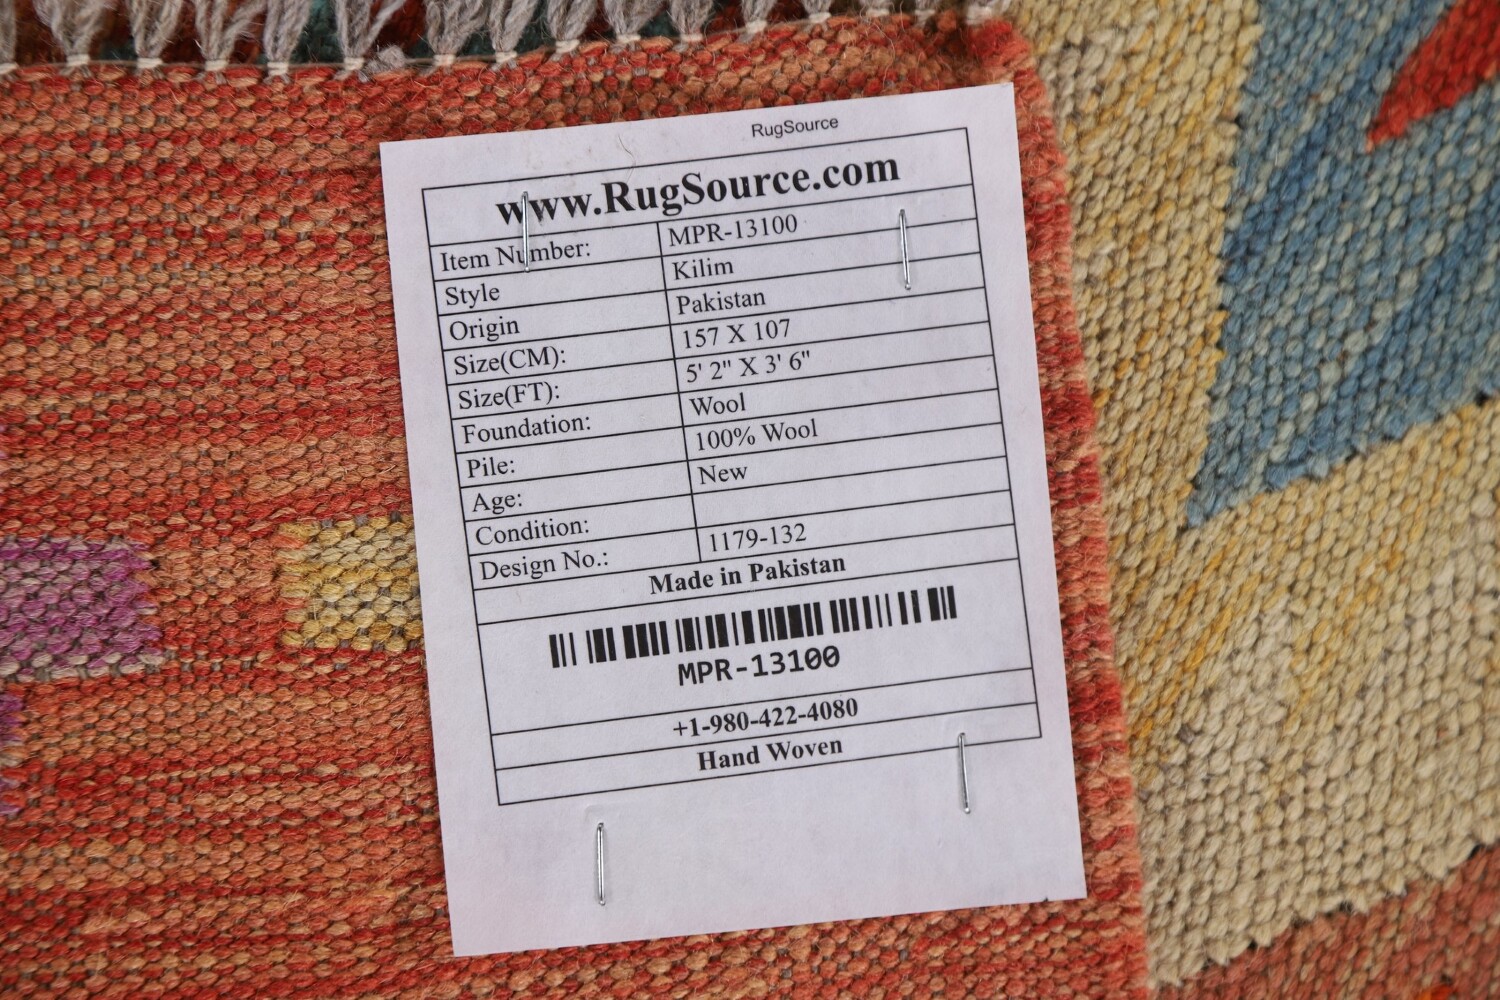 RugSource
www.RugSource.com
Item Number: MPR-13100
Style Kilim
Origin Pakistan
Size(CM): 157 X 107
Size(FT): 5' 2" X 3' 6"
Foundation: Wool
Pile: 100% Wool
Age: New
Condition:
Design No.: 1179-132
Made in Pakistan
MPR-13100
+1-980-422-4080
Hand Woven